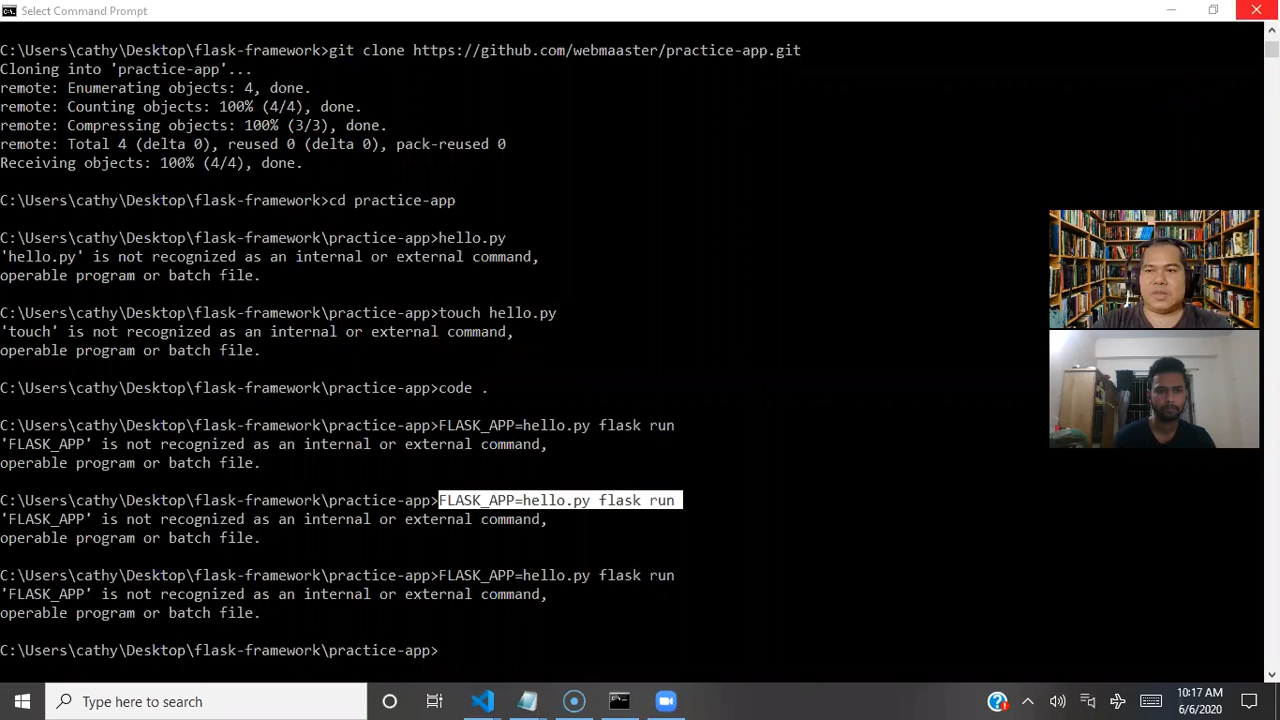 Select Command Prompt
C:\Users\cathy\Desktop\flask-framework>git clone https://github.com/webmaaster/practice-app.git
Cloning into 'practice-app'...
remote: Enumerating objects: 4, done.
remote: Counting objects: 100% (4/4), done.
remote: Compressing objects: 100% (3/3), done.
remote: Total 4 (delta 0), reused 0 (delta 0), pack-reused 0
Receiving objects: 100% (4/4), done.
C:\Users\cathy\Desktop\flask-framework>cd practice-app
C:\Users\cathy\Desktop\flask-framework\practice-app>hello.py
'hello.py' is not recognized as an internal or external command,
operable program or batch file.
C:\Users\cathy\Desktop\flask-framework\practice-app>touch hello.py
'touch' is not recognized as an internal or external command,
operable program or batch file.
C:\Users\cathy\Desktop\flask-framework\practice-app>code .
C:\Users\cathy\Desktop\flask-framework\practice-app>FLASK_APP=hello.py flask run
'FLASK_APP' is not recognized as an internal or external command,
operable program or batch file.
C:\Users\cathy\Desktop\flask-framework\practice-app>FLASK_APP=hello.py flask run
'FLASK_APP' is not recognized as an internal or external command,
operable program or batch file.
C:\Users\cathy\Desktop\flask-framework\practice-app>FLASK_APP=hello.py flask run
'FLASK_APP' is not recognized as an internal or external command,
operable program or batch file.
C:\Users\cathy\Desktop\flask-framework\practice-app>
Type here to search
10:17 AM
6/6/2020